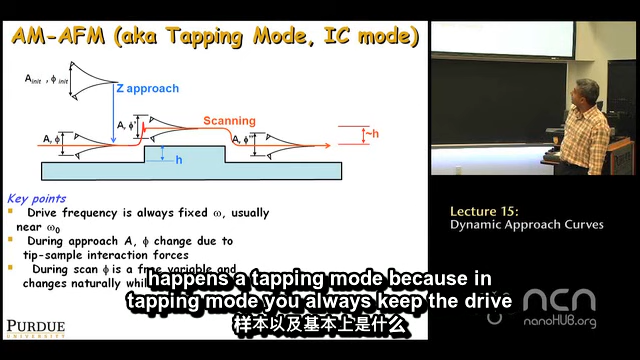 AM-AFM (aka Tapping Mode, IC mode)
Ainit , ϕ init
Z approach
Scanning
A, ϕ
A, ϕ'
A, ϕ''
~h
h
Key points
Drive frequency is always fixed ω, usually
near ω0
During approach A, ϕ change due to
tip-sample interaction forces
During scan ϕ is a free variable and
changes naturally while
PURDUE
UNIVERSITY
Lecture 15:
Dynamic Approach Curves
ncn
nanoHUB.org
happens a tapping mode because in
tapping mode you always keep the drive
样本以及基本上是什么